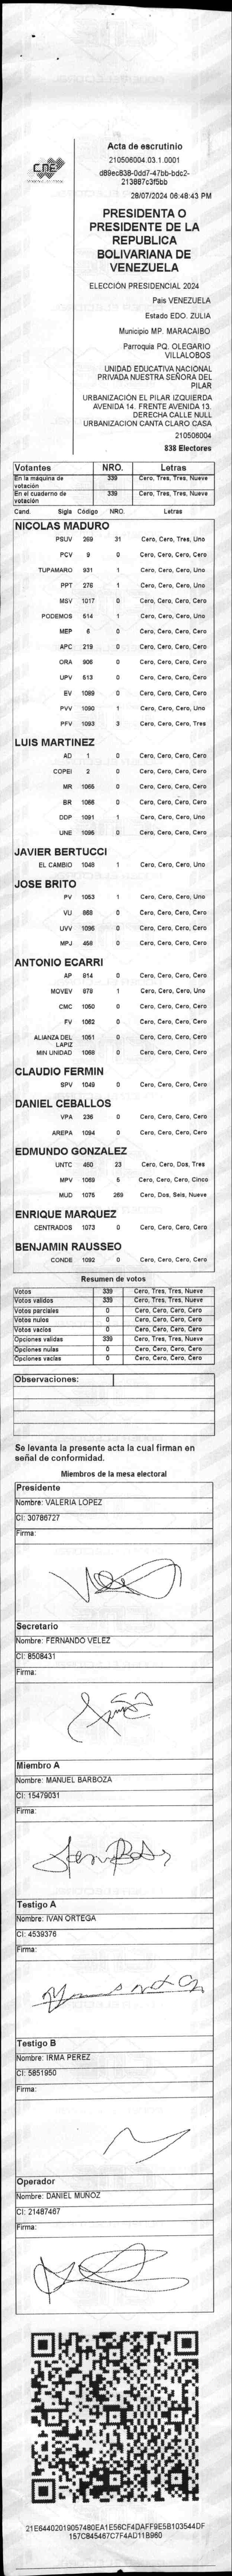 CNE
Acta de escrutinio
210506004.03.1.0001
d89ec838-0dd7-47bb-bdc2-
213887c3f5bb
28/07/2024 06:48:43 PM
PRESIDENTA O
PRESIDENTE DE LA
REPUBLICA
BOLIVARIANA DE
VENEZUELA
ELECCIÓN PRESIDENCIAL 2024
Pais VENEZUELA
Estado EDO. ZULIA
Municipio MP. MARACAIBO
Parroquia PQ. OLEGARIO
VILLALOBOS
UNIDAD EDUCATIVA NACIONAL
PRIVADA NUESTRA SEÑORA DEL
PILAR
URBANIZACIÓN EL PILAR IZQUIERDA
AVENIDA 14. FRENTE AVENIDA 13.
DERECHA CALLE NULL
URBANIZACION CANTA CLARO CASA
210506004
838 Electores
Votantes NRO. Letras
En la máquina de votación 339 Cero, Tres, Tres, Nueve
En el cuaderno de votación 339 Cero, Tres, Tres, Nueve
Cand. Sigla Código NRO. Letras
NICOLAS MADURO
PSUV 269 31 Cero, Cero, Tres, Uno
PCV 9 0 Cero, Cero, Cero, Cero
TUPAMARO 931 1 Cero, Cero, Cero, Uno
PPT 276 1 Cero, Cero, Cero, Uno
MSV 1017 0 Cero, Cero, Cero, Cero
PODEMOS 514 1 Cero, Cero, Cero, Uno
MEP 6 0 Cero, Cero, Cero, Cero
APC 219 0 Cero, Cero, Cero, Cero
ORA 906 0 Cero, Cero, Cero, Cero
UPV 513 0 Cero, Cero, Cero, Cero
EV 1089 0 Cero, Cero, Cero, Cero
PVV 1090 1 Cero, Cero, Cero, Uno
PFV 1093 3 Cero, Cero, Cero, Tres
LUIS MARTINEZ
AD 1 0 Cero, Cero, Cero, Cero
COPEI 2 0 Cero, Cero, Cero, Cero
MR 1065 0 Cero, Cero, Cero, Cero
BR 1066 0 Cero, Cero, Cero, Cero
DDP 1091 1 Cero, Cero, Cero, Uno
UNE 1095 0 Cero, Cero, Cero, Cero
JAVIER BERTUCCI
EL CAMBIO 1048 1 Cero, Cero, Cero, Uno
JOSE BRITO
PV 1053 1 Cero, Cero, Cero, Uno
VU 868 0 Cero, Cero, Cero, Cero
UVV 1096 0 Cero, Cero, Cero, Cero
MPJ 458 0 Cero, Cero, Cero, Cero
ANTONIO ECARRI
AP 814 0 Cero, Cero, Cero, Cero
MOVEV 878 1 Cero, Cero, Cero, Uno
CMC 1050 0 Cero, Cero, Cero, Cero
FV 1062 0 Cero, Cero, Cero, Cero
ALIANZA DEL LAPIZ 1051 0 Cero, Cero, Cero, Cero
MIN UNIDAD 1068 0 Cero, Cero, Cero, Cero
CLAUDIO FERMIN
SPV 1049 0 Cero, Cero, Cero, Cero
DANIEL CEBALLOS
VPA 236 0 Cero, Cero, Cero, Cero
AREPA 1094 0 Cero, Cero, Cero, Cero
EDMUNDO GONZALEZ
UNTC 460 23 Cero, Cero, Dos, Tres
MPV 1069 5 Cero, Cero, Cero, Cinco
MUD 1075 269 Cero, Dos, Seis, Nueve
ENRIQUE MARQUEZ
CENTRADOS 1073 0 Cero, Cero, Cero, Cero
BENJAMIN RAUSSEO
CONDE 1092 0 Cero, Cero, Cero, Cero
Resumen de votos
Votos 339 Cero, Tres, Tres, Nueve
Votos validos 339 Cero, Tres, Tres, Nueve
Votos parciales 0 Cero, Cero, Cero, Cero
Votos nulos 0 Cero, Cero, Cero, Cero
Votos vacios 0 Cero, Cero, Cero, Cero
Opciones validas 339 Cero, Tres, Tres, Nueve
Opciones nulas 0 Cero, Cero, Cero, Cero
Opciones vacias 0 Cero, Cero, Cero, Cero
Observaciones:
Se levanta la presente acta la cual firman en
señal de conformidad.
Miembros de la mesa electoral
Presidente
Nombre: VALERIA LOPEZ
CI: 30786727
Firma:
Secretario
Nombre: FERNANDO VELEZ
CI: 8508431
Firma:
Miembro A
Nombre: MANUEL BARBOZA
CI: 15479031
Firma:
Testigo A
Nombre: IVAN ORTEGA
CI: 4539376
Firma:
Testigo B
Nombre: IRMA PEREZ
CI: 5851950
Firma:
Operador
Nombre: DANIEL MUÑOZ
CI: 21487467
Firma:
21E64402019057480EA1E56CF4DAFF9E5B103544DF
157C845467C7F4AD11B960